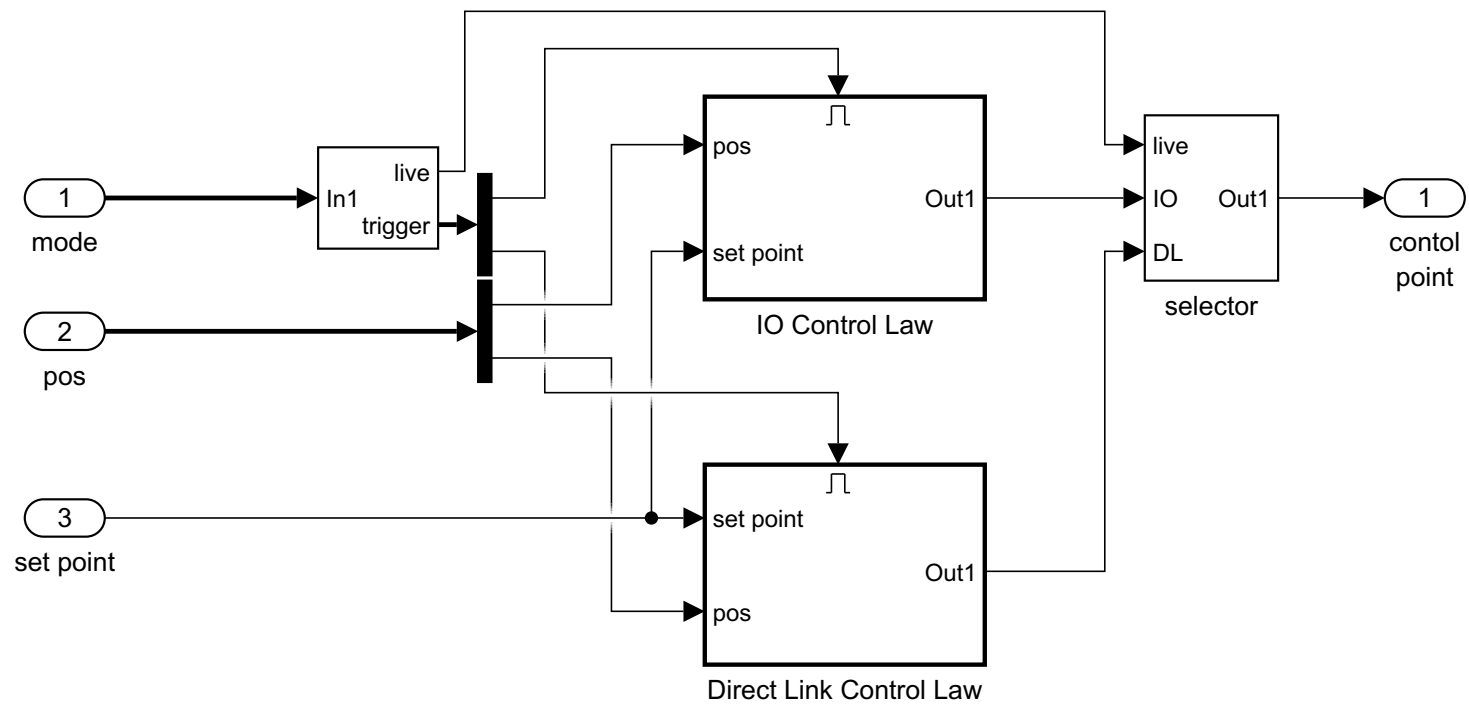 1
mode
2
pos
3
set point
In1
live
trigger
pos
set point
Out1
IO Control Law
set point
pos
Out1
Direct Link Control Law
live
IO
DL
Out1
selector
1
contol
point